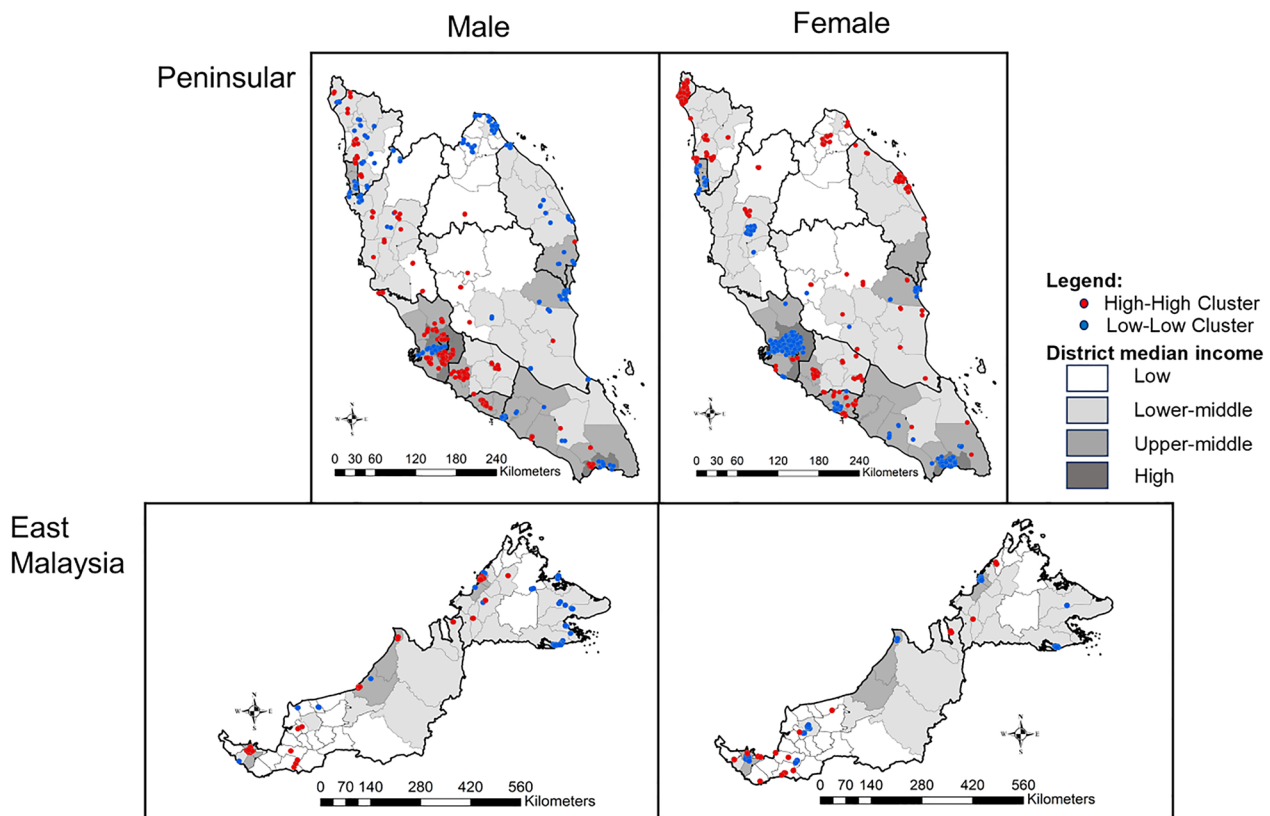 Male
Female
Peninsular
N
W E
S
0 30 60 120 180 240
Kilometers
N
W E
S
0 30 60 120 180 240
Kilometers
Legend:
High-High Cluster
Low-Low Cluster
District median income
Low
Lower-middle
Upper-middle
High
East
Malaysia
N
W E
S
0 70 140 280 420 560
Kilometers
N
W E
S
0 70 140 280 420 560
Kilometers